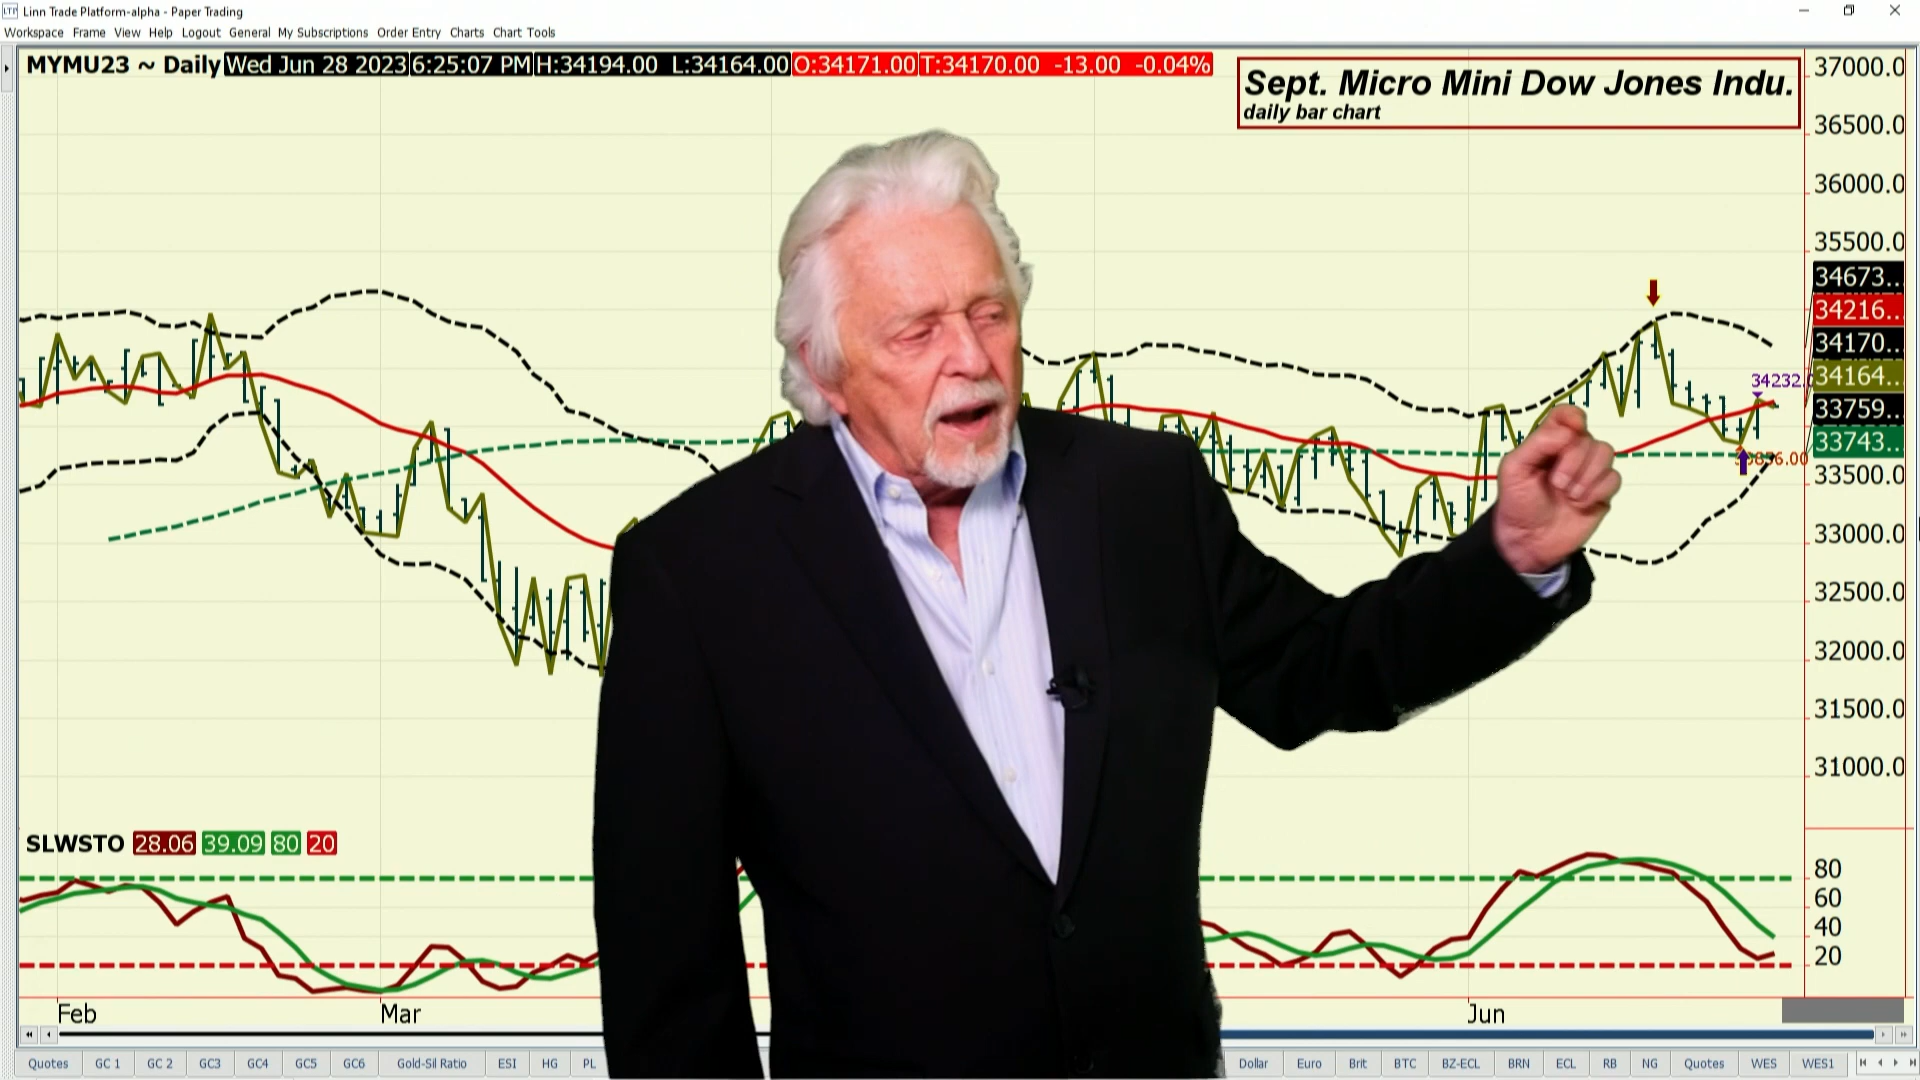 LTP Linn Trade Platform-alpha - Paper Trading
Workspace Frame View Help Logout General My Subscriptions Order Entry Charts Chart Tools
MYMU23 ~ Daily Wed Jun 28 2023 6:25:07 PM H:34194.00 L:34164.00 O:34171.00 T:34170.00 -13.00 -0.04%
Sept. Micro Mini Dow Jones Indu.
daily bar chart
37000.0
36500.0
36000.0
35500.0
34673..
34216..
34170..
34232.
34164..
33759..
33743..
33500.0
33000.0
32500.0
32000.0
31500.0
31000.0
SLWSTO 28.06 39.09 80 20
80
60
40
20
Feb Mar Jun
Quotes GC 1 GC 2 GC3 GC4 GC5 GC6 Gold-Sil Ratio ESI HG PL Dollar Euro Brit BTC BZ-ECL BRN ECL RB NG Quotes WES WES1